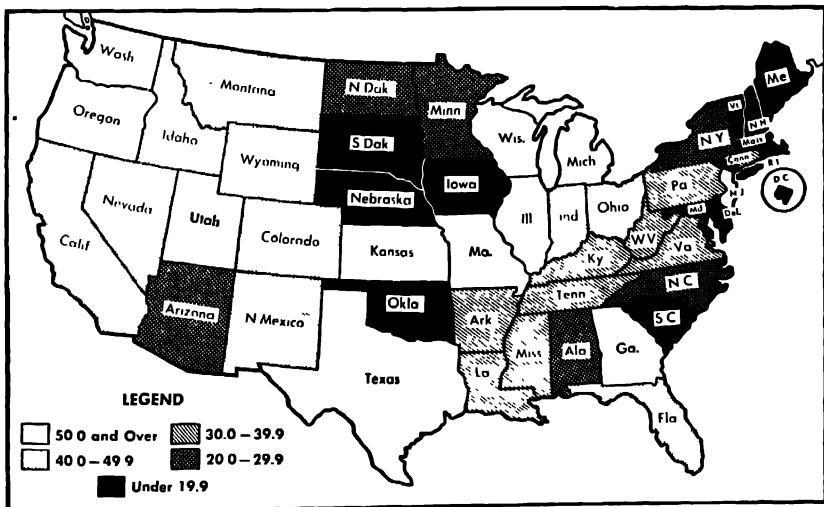 Wash
Montana
N Dak
Minn
Me
Oregon
Idaho
Wyoming
S Dak
Wis.
Mich
N Y
Vt
N H
Mass
Conn
R I
D C
Nevada
Utah
Colorado
Nebraska
Iowa
Ill
Ind
Ohio
Pa
N J
Md
Del
Calif
Kansas
Mo.
WV
Va
Ky
Arizona
N Mexico
Okla
Ark
Tenn
N C
S C
Texas
La
Miss
Ala
Ga.
Fla
LEGEND
50 0 and Over
30.0–39.9
40 0–49 9
20 0–29.9
Under 19.9